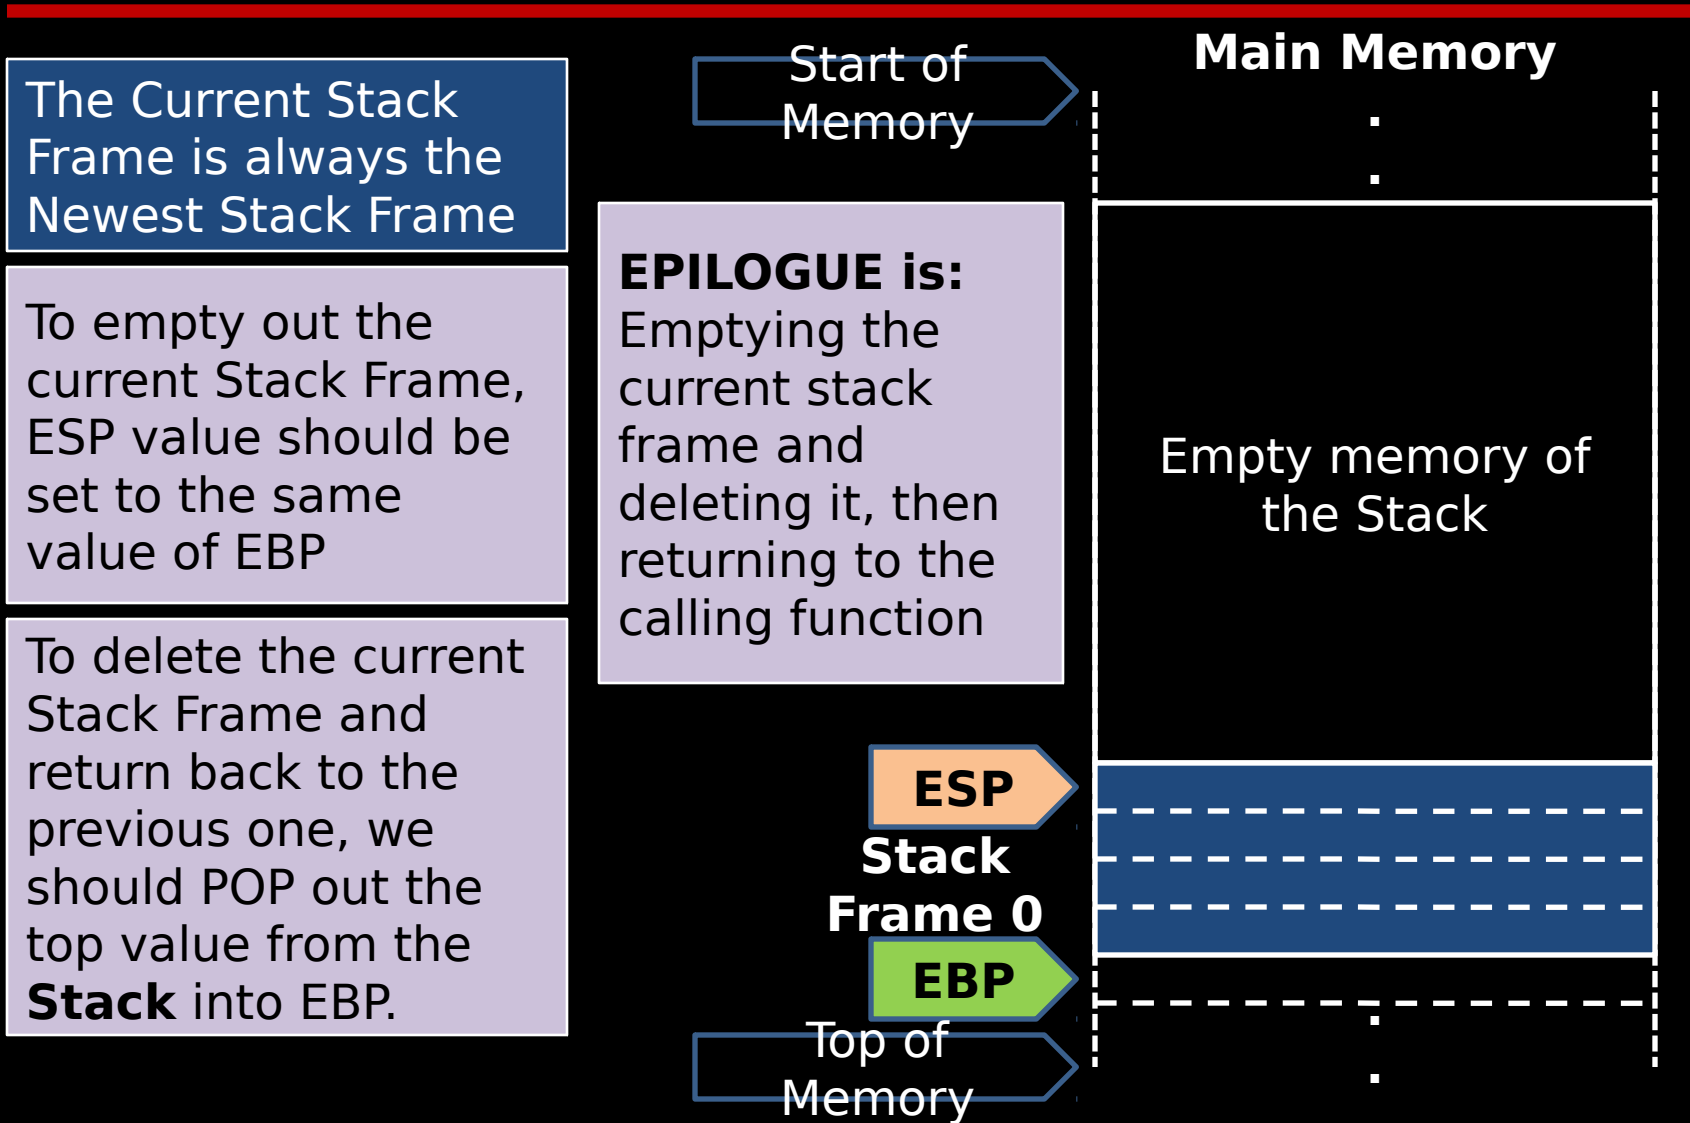 The Current Stack
Frame is always the
Newest Stack Frame
To empty out the
current Stack Frame,
ESP value should be
set to the same
value of EBP
To delete the current
Stack Frame and
return back to the
previous one, we
should POP out the
top value from the
Stack into EBP.
Start of
Memory
EPILOGUE is:
Emptying the
current stack
frame and
deleting it, then
returning to the
calling function
ESP
Stack
Frame 0
EBP
Top of
Memory
Main Memory
.
.
Empty memory of
the Stack
.
.